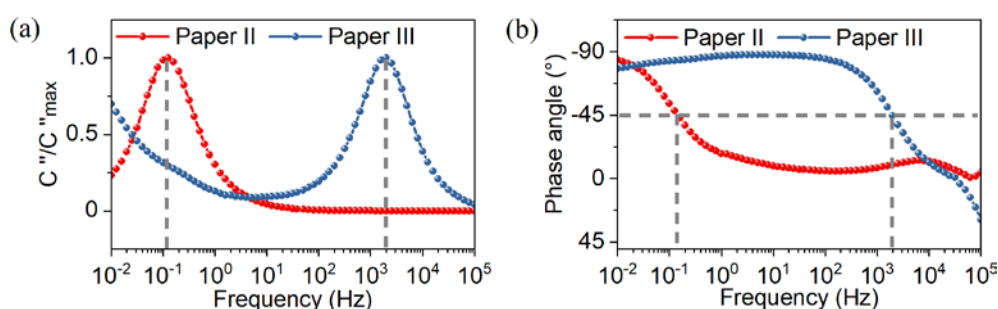 (a)
Paper II
Paper III
C''/C''max
1.0
0.5
0
10⁻² 10⁻¹ 10⁰ 10¹ 10² 10³ 10⁴ 10⁵
Frequency (Hz)
(b)
Paper II
Paper III
Phase angle (°)
-90
-45
0
45
10⁻² 10⁻¹ 10⁰ 10¹ 10² 10³ 10⁴ 10⁵
Frequency (Hz)